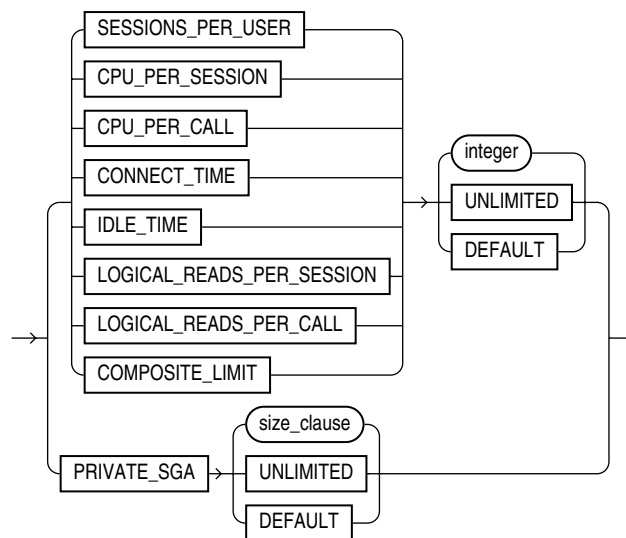 SESSIONS_PER_USER
CPU_PER_SESSION
CPU_PER_CALL
CONNECT_TIME
IDLE_TIME
LOGICAL_READS_PER_SESSION
LOGICAL_READS_PER_CALL
COMPOSITE_LIMIT
integer
UNLIMITED
DEFAULT
PRIVATE_SGA
size_clause
UNLIMITED
DEFAULT